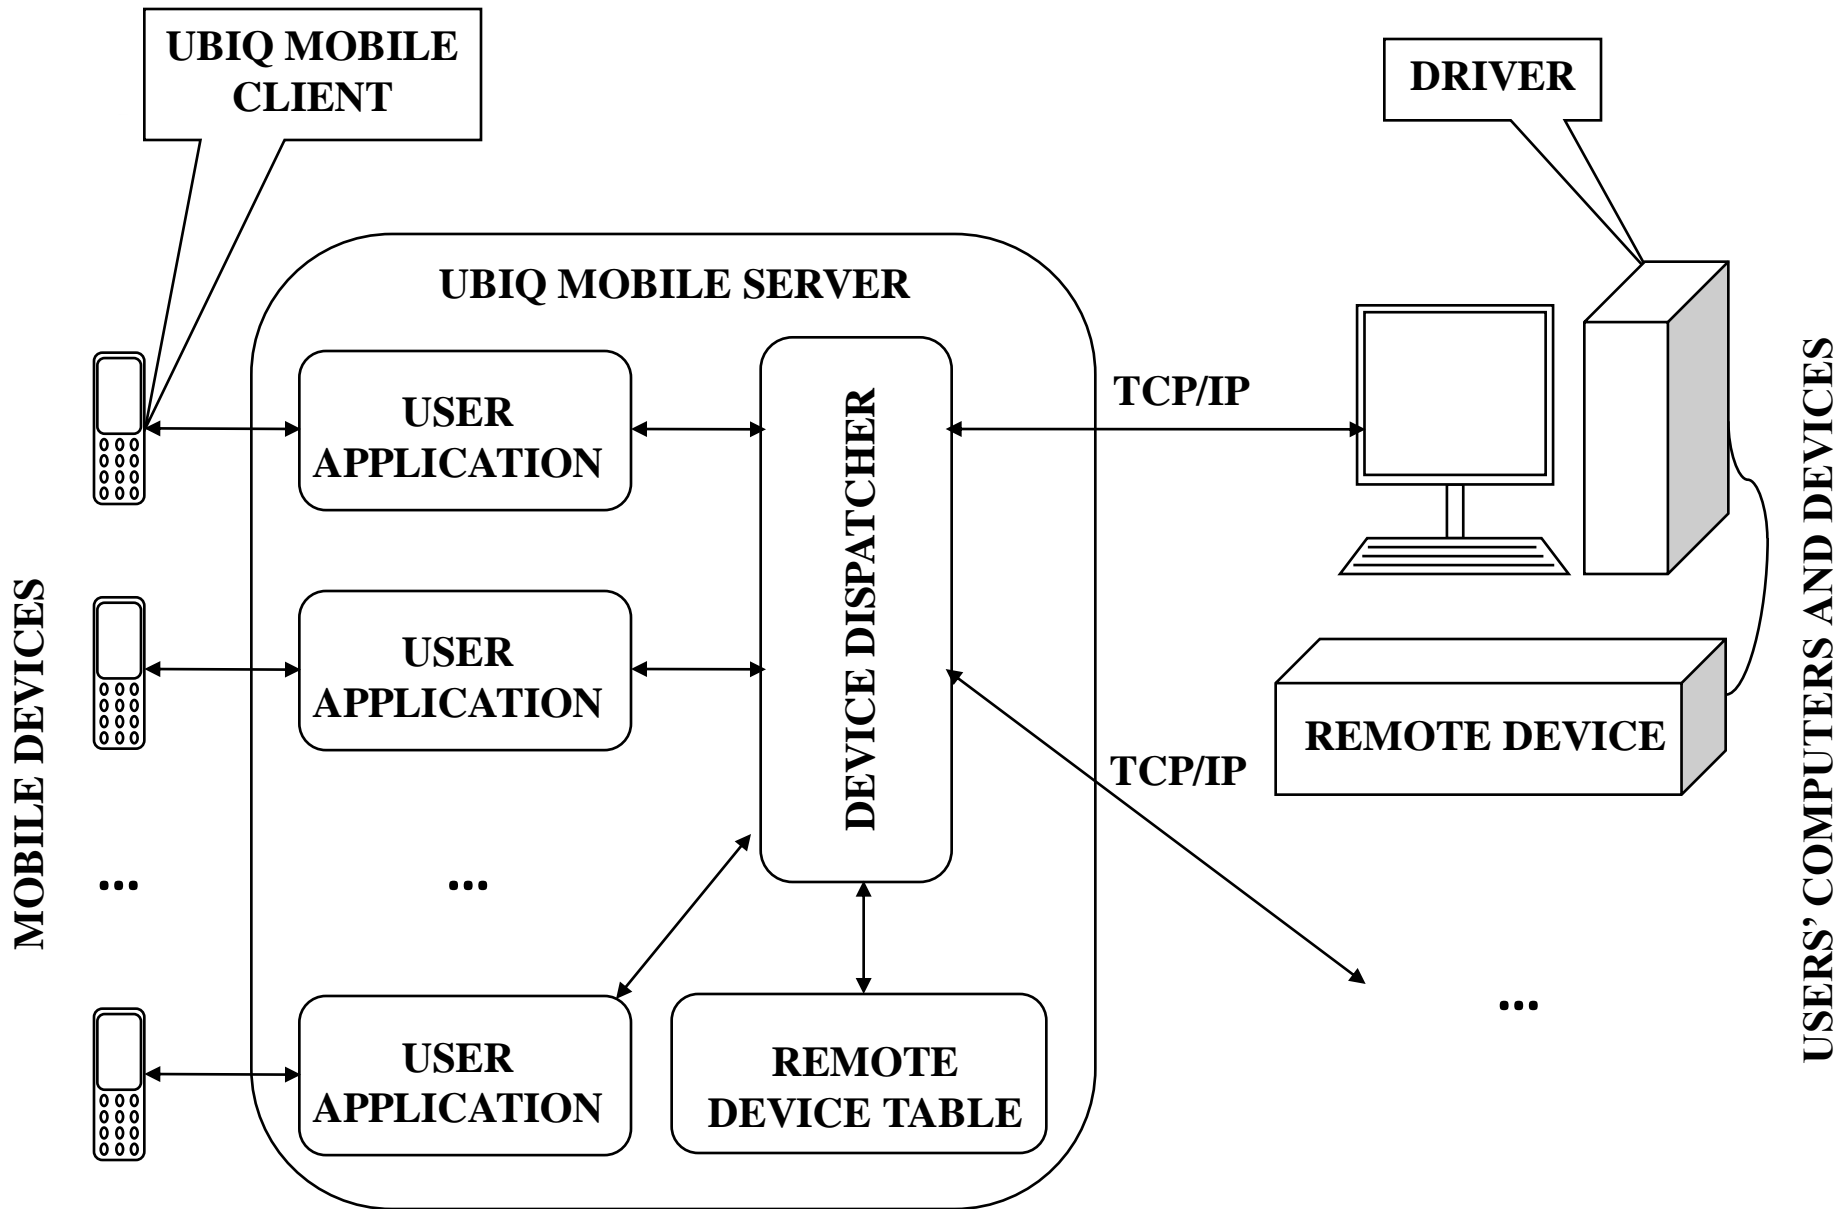 UBIQ MOBILE
CLIENT
DRIVER
UBIQ MOBILE SERVER
USER
APPLICATION
DEVICE DISPATCHER
TCP/IP
MOBILE DEVICES
USER
APPLICATION
REMOTE DEVICE
TCP/IP
USERS’ COMPUTERS AND DEVICES
...
...
...
USER
APPLICATION
REMOTE
DEVICE TABLE